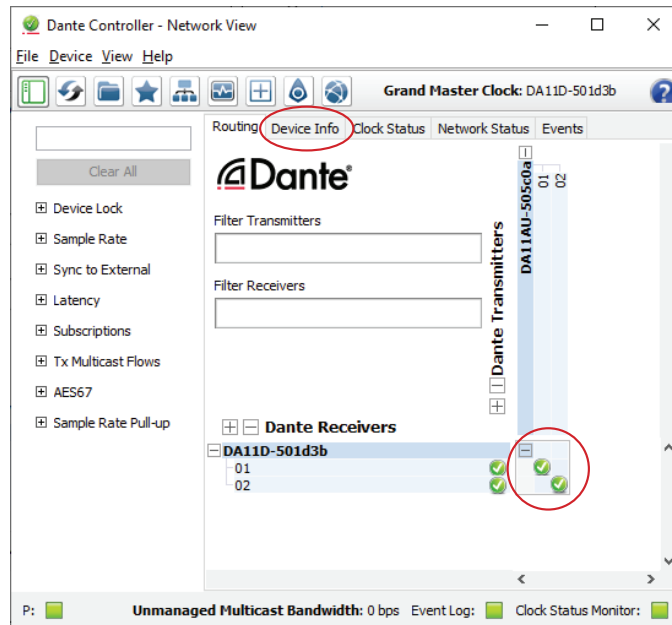 Dante Controller - Network View
File Device View Help
Grand Master Clock: DA11D-501d3b
?
Routing Device Info Clock Status Network Status Events
Clear All
Device Lock
Sample Rate
Sync to External
Latency
Subscriptions
Tx Multicast Flows
AES67
Sample Rate Pull-up
Dante®
Filter Transmitters
Filter Receivers
Dante Transmitters
DA11AU-505c0a
01
02
Dante Receivers
DA11D-501d3b
01
02
P:
Unmanaged Multicast Bandwidth: 0 bps Event Log: Clock Status Monitor: